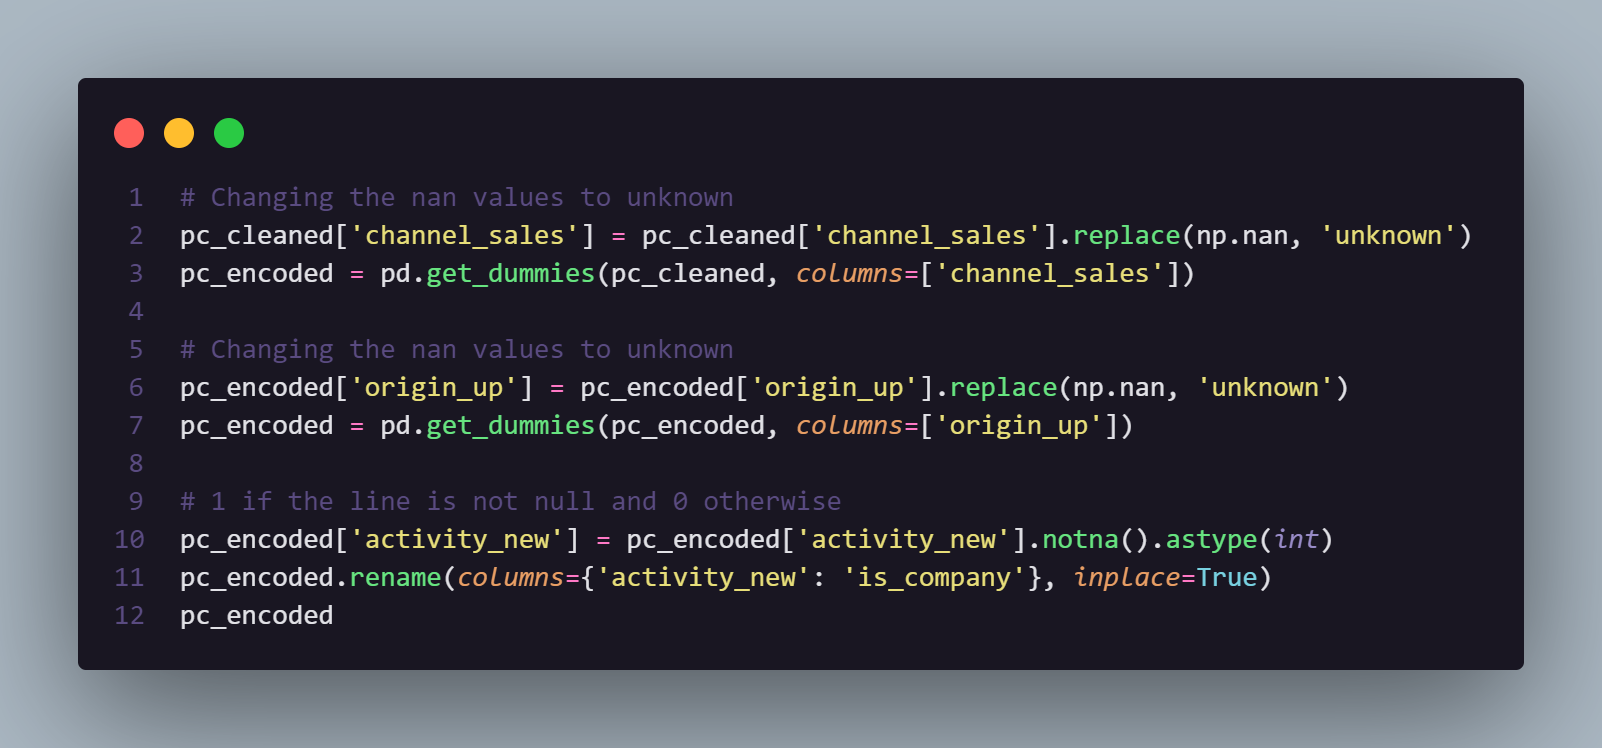 1 # Changing the nan values to unknown
2 pc_cleaned['channel_sales'] = pc_cleaned['channel_sales'].replace(np.nan, 'unknown')
3 pc_encoded = pd.get_dummies(pc_cleaned, columns=['channel_sales'])
4
5 # Changing the nan values to unknown
6 pc_encoded['origin_up'] = pc_encoded['origin_up'].replace(np.nan, 'unknown')
7 pc_encoded = pd.get_dummies(pc_encoded, columns=['origin_up'])
8
9 # 1 if the line is not null and 0 otherwise
10 pc_encoded['activity_new'] = pc_encoded['activity_new'].notna().astype(int)
11 pc_encoded.rename(columns={'activity_new': 'is_company'}, inplace=True)
12 pc_encoded